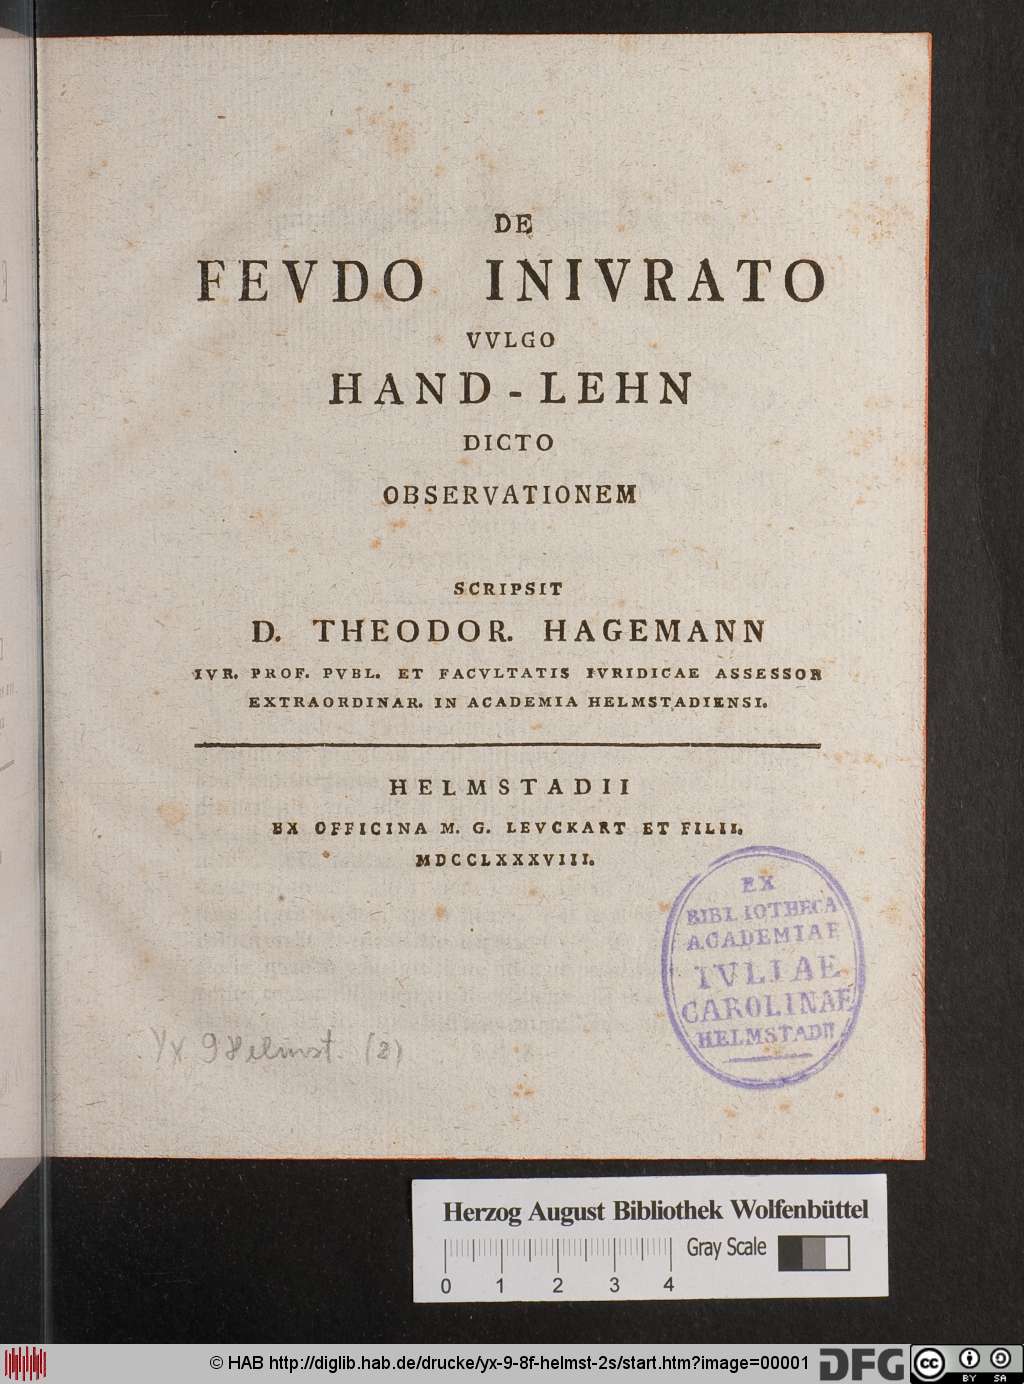 DE
FEVDO INIVRATO
VVLGO
HAND-LEHN
DICTO
OBSERVATIONEM
SCRIPSIT
D. THEODOR. HAGEMANN
IVR. PROF. PVBL. ET FACVLTATIS IVRIDICAE ASSESSOR
EXTRAORDINAR. IN ACADEMIA HELMSTADIENSI.
HELMSTADII
EX OFFICINA M. G. LEVCKART ET FILII.
MDCCLXXXVIII.
EX
BIBLIOTHECA
ACADEMIAE
IVLIAE
CAROLINAE
HELMSTADII
Yx 9 Helmst. (2)
Herzog August Bibliothek Wolfenbüttel
Gray Scale
0 1 2 3 4
© HAB http://diglib.hab.de/drucke/yx-9-8f-helmst-2s/start.htm?image=00001
DFG
cc
BY SA